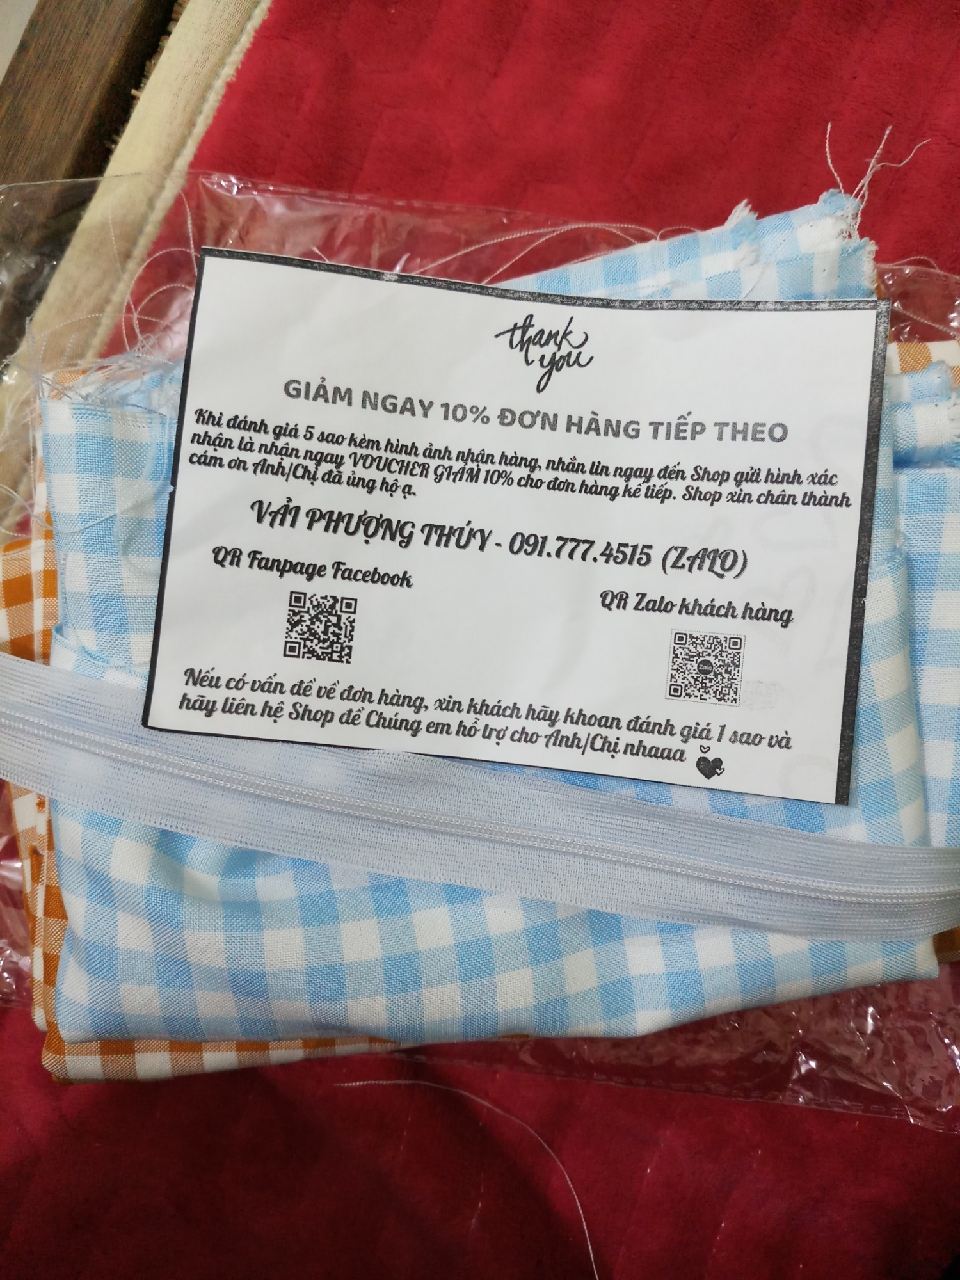 thank
you
GIẢM NGAY 10% ĐƠN HÀNG TIẾP THEO
Khi đánh giá 5 sao kèm hình ảnh nhận hàng, nhắn tin ngay đến Shop gửi hình xác
nhận là nhận ngay VOUCHER GIẢM 10% cho đơn hàng kế tiếp. Shop xin chân thành
cảm ơn Anh/Chị đã ủng hộ ạ.
VẢI PHƯỢNG THÚY - 091.777.4515 (ZALO)
QR Fanpage Facebook
QR Zalo khách hàng
Zalo
Nếu có vấn đề về đơn hàng, xin khách hãy khoan đánh giá 1 sao và
hãy liên hệ Shop để Chúng em hỗ trợ cho Anh/Chị nhaaa